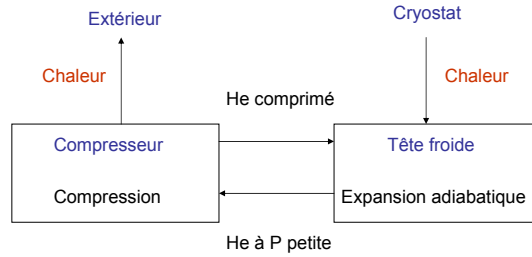 Extérieur
Cryostat
Chaleur
Chaleur
He comprimé
Compresseur
Tête froide
Compression
Expansion adiabatique
He à P petite